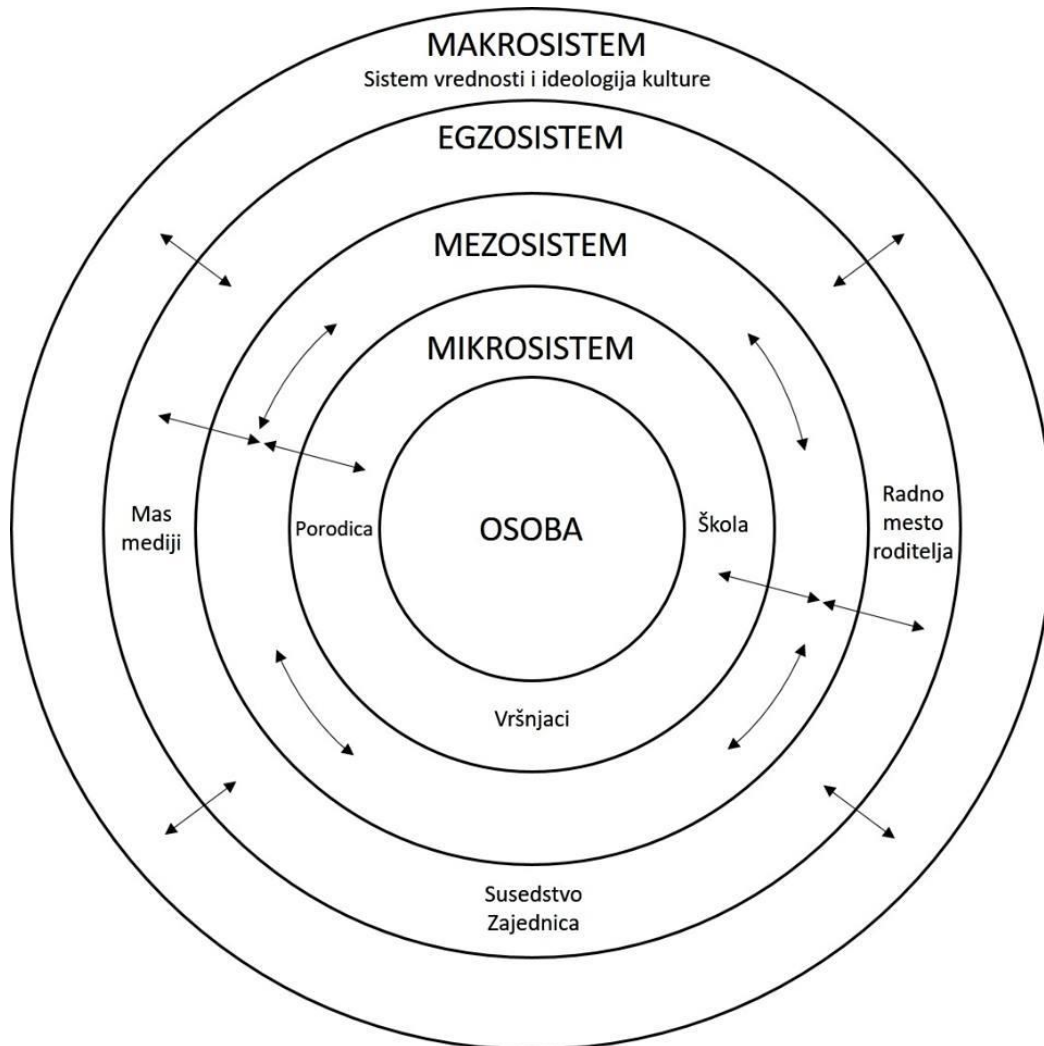 MAKROSISTEM
Sistem vrednosti i ideologija kulture
EGZOSISTEM
MEZOSISTEM
MIKROSISTEM
Mas
mediji
Porodica
OSOBA
Škola
Radno
mesto
roditelja
Vršnjaci
Susedstvo
Zajednica